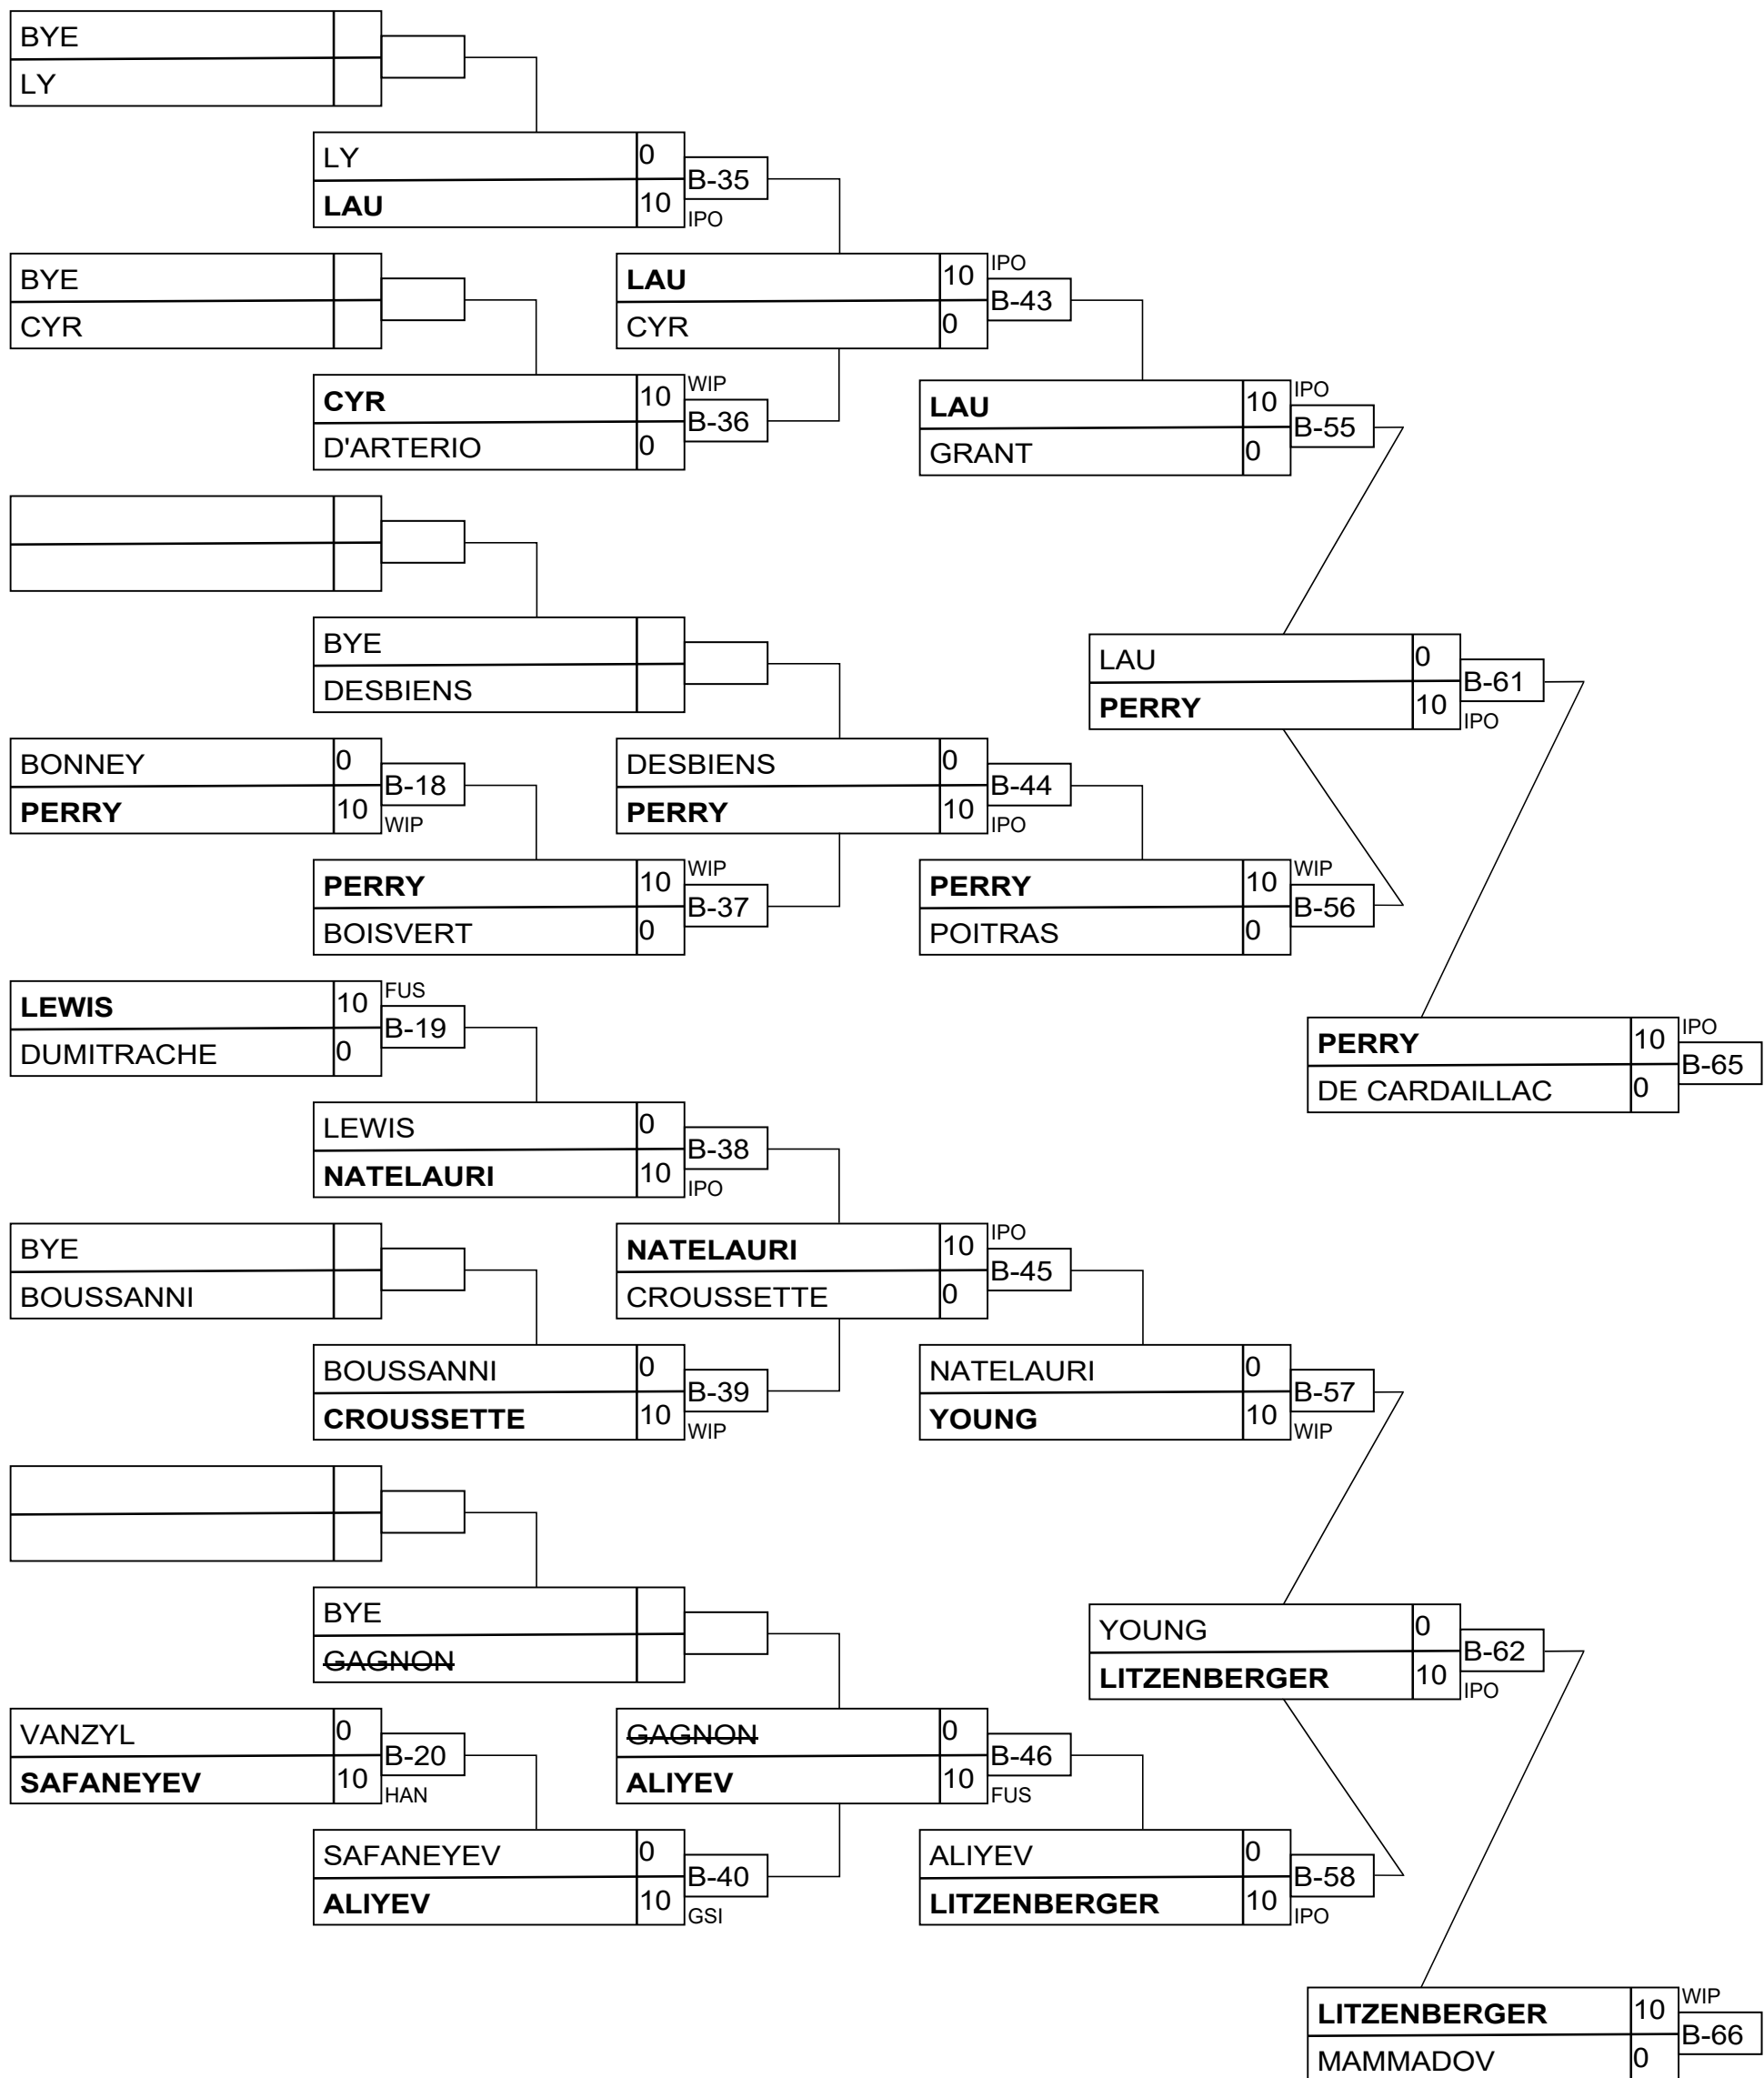 BYE
LY
LY 0
B-35
LAU 10
IPO
BYE
CYR
LAU 10
IPO
B-43
CYR 0
CYR 10
WIP
B-36
D'ARTERIO 0
LAU 10
IPO
B-55
GRANT 0
BYE
DESBIENS
LAU 0
B-61
PERRY 10
IPO
BONNEY 0
B-18
PERRY 10
WIP
DESBIENS 0
B-44
PERRY 10
IPO
PERRY 10
WIP
B-37
BOISVERT 0
PERRY 10
WIP
B-56
POITRAS 0
LEWIS 10
FUS
B-19
DUMITRACHE 0
PERRY 10
IPO
B-65
DE CARDAILLAC 0
LEWIS 0
B-38
NATELAURI 10
IPO
BYE
BOUSSANNI
NATELAURI 10
IPO
B-45
CROUSSETTE 0
BOUSSANNI 0
B-39
CROUSSETTE 10
WIP
NATELAURI 0
B-57
YOUNG 10
WIP
BYE
GAGNON
YOUNG 0
B-62
LITZENBERGER 10
IPO
VANZYL 0
B-20
SAFANEYEV 10
HAN
GAGNON 0
B-46
ALIYEV 10
FUS
SAFANEYEV 0
B-40
ALIYEV 10
GSI
ALIYEV 0
B-58
LITZENBERGER 10
IPO
LITZENBERGER 10
WIP
B-66
MAMMADOV 0